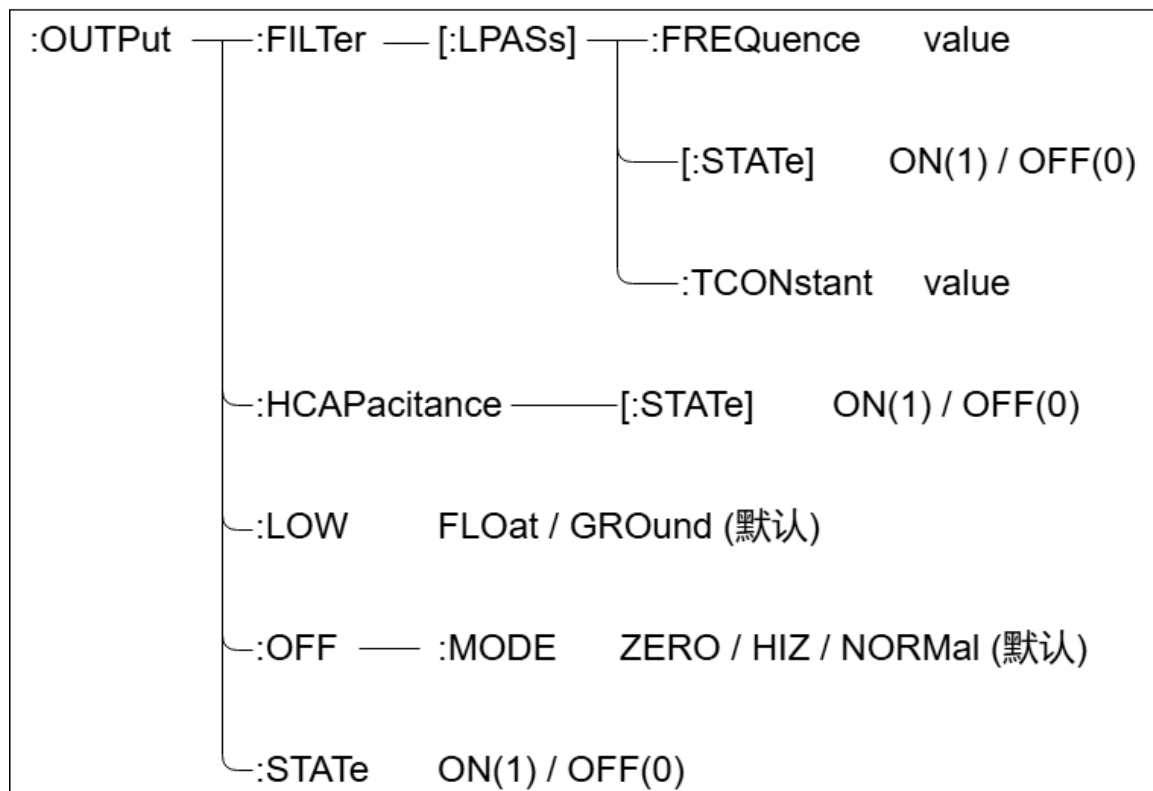 :OUTPut :FILTer [:LPASs] :FREQuence value
[:STATe] ON(1) / OFF(0)
:TCONstant value
:HCAPacitance [:STATe] ON(1) / OFF(0)
:LOW FLOat / GROund (默认)
:OFF :MODE ZERO / HIZ / NORMal (默认)
:STATe ON(1) / OFF(0)